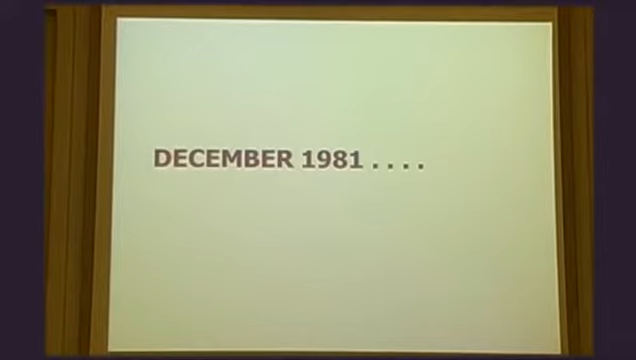 DECEMBER 1981 . . . .